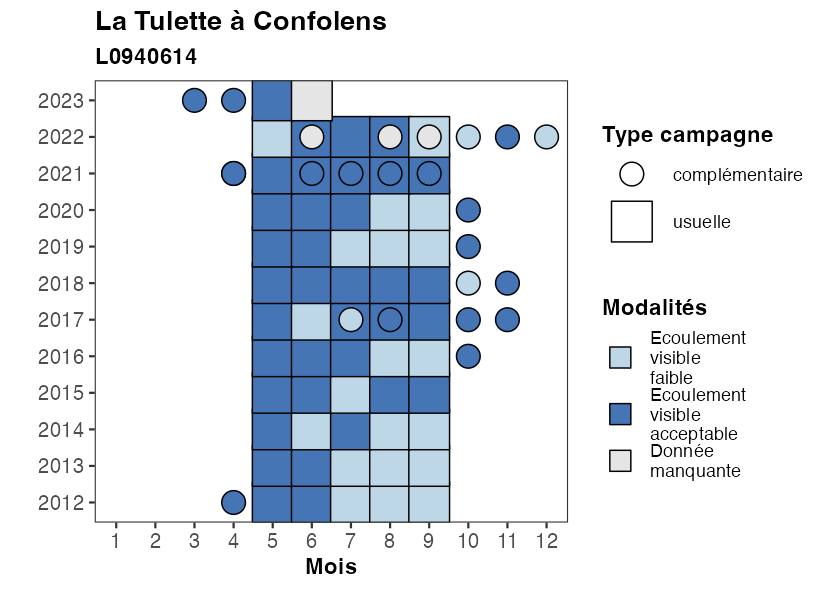 La Tulette à Confolens
L0940614
2023
2022
2021
2020
2019
2018
2017
2016
2015
2014
2013
2012
1 2 3 4 5 6 7 8 9 10 11 12
Mois
Type campagne
complémentaire
usuelle
Modalités
Ecoulement
visible
faible
Ecoulement
visible
acceptable
Donnée
manquante